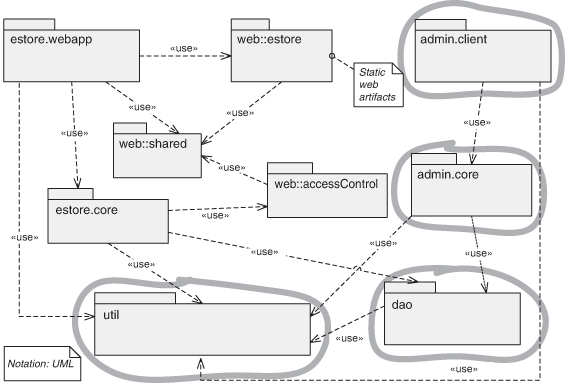 estore.webapp
«use»
web::estore
admin.client
Static
web
artifacts
«use»
«use»
«use»
«use»
web::shared
«use»
admin.core
web::accessControl
estore.core
«use»
«use»
«use»
«use»
«use»
«use»
util
dao
«use»
Notation: UML
«use»